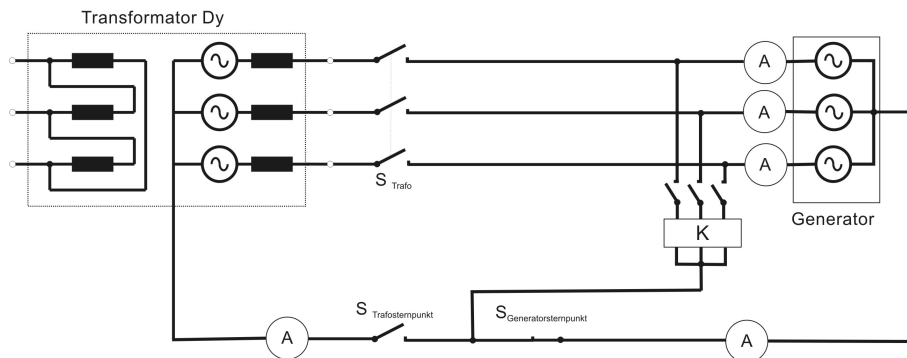 Transformator Dy
A
A
A
S Trafo
Generator
K
S Trafosternpunkt
S Generatorsternpunkt
A
A